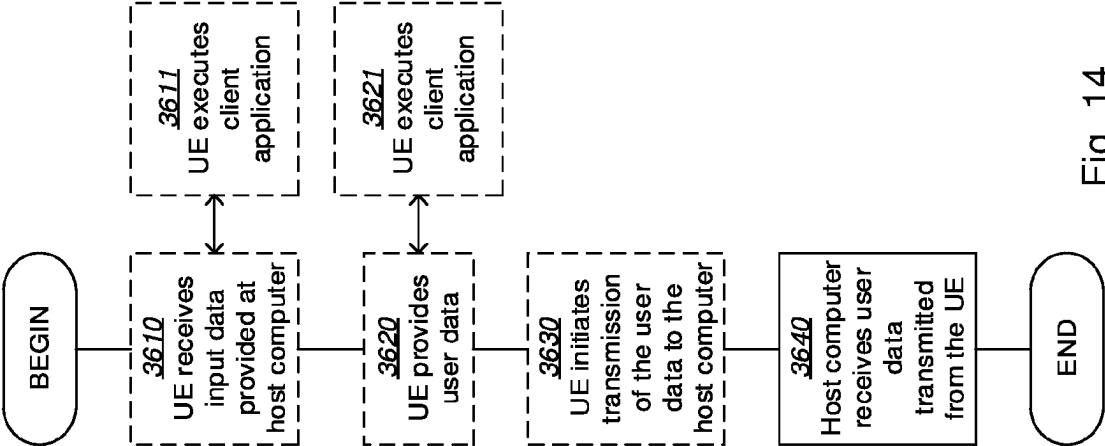 BEGIN
3610
UE receives
input data
provided at
host computer
3611
UE executes
client
application
3620
UE provides
user data
3621
UE executes
client
application
3630
UE initiates
transmission
of the user
data to the
host computer
3640
Host computer
receives user
data
transmitted
from the UE
END
Fig. 14